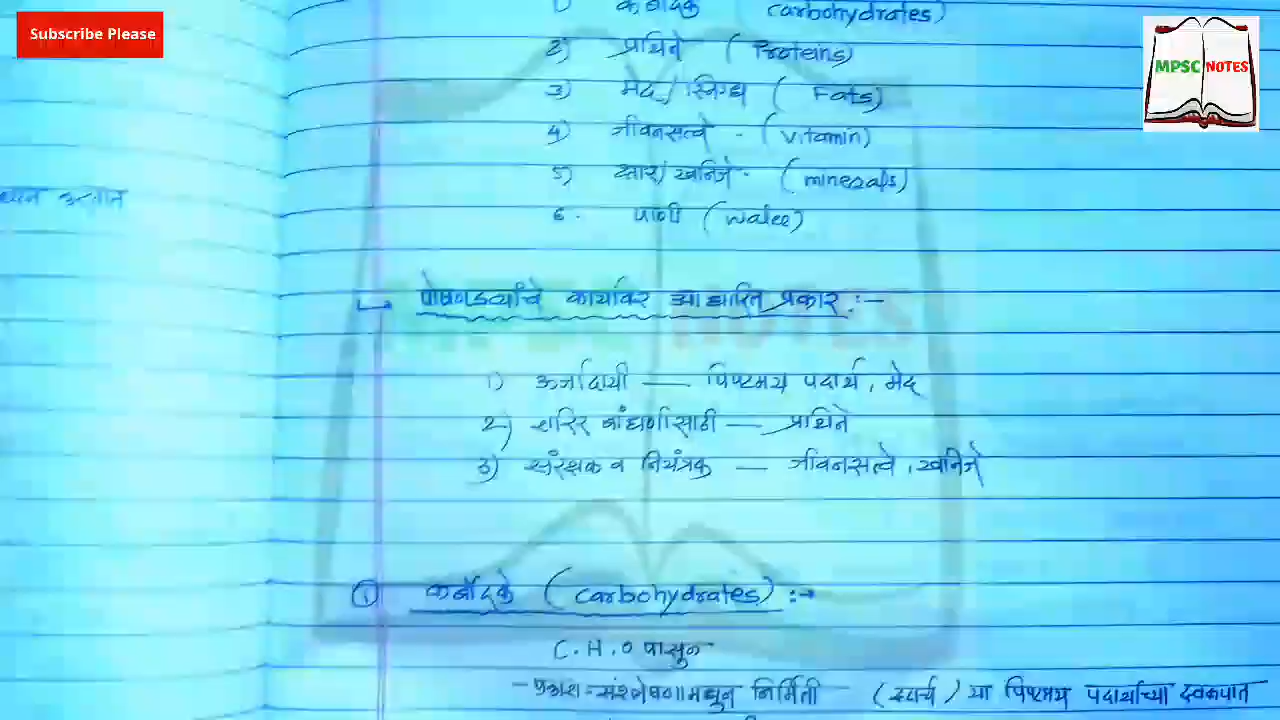 Subscribe Please
MPSC NOTES
1) कर्बोदके (carbohydrates)
2) प्रथिने (Proteins)
3) मेद / स्निग्ध (Fats)
4) जीवनसत्वे - (vitamin)
5) क्षार/खनिजे - (minerals)
6. पाणी
पोषणद्रव्यांचे कार्यावर आधारित प्रकार :-
1) ऊर्जादायी — पिष्टमय पदार्थ, मेद
2) शरिर बांधणीसाठी — प्रथिने
3) संरक्षक व नियंत्रक — जीवनसत्वे, खनिजे
① कर्बोदके (carbohydrates) :→
C.H.O पासुन
- प्रकाश-संश्लेषणामधून निर्मिती (स्टार्च) या पिष्टमय पदार्थाच्या स्वरूपात